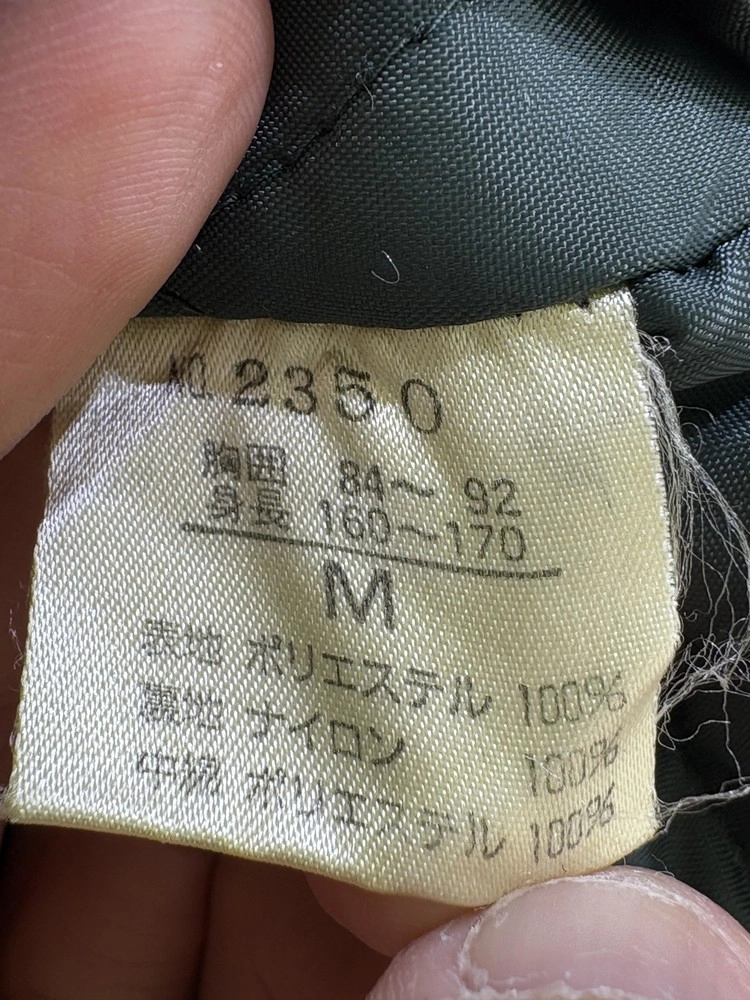 NO.2350
胸囲 84～ 92
身長 160～170
M
表地 ポリエステル 100%
裏地 ナイロン 100%
中綿 ポリエステル 100%